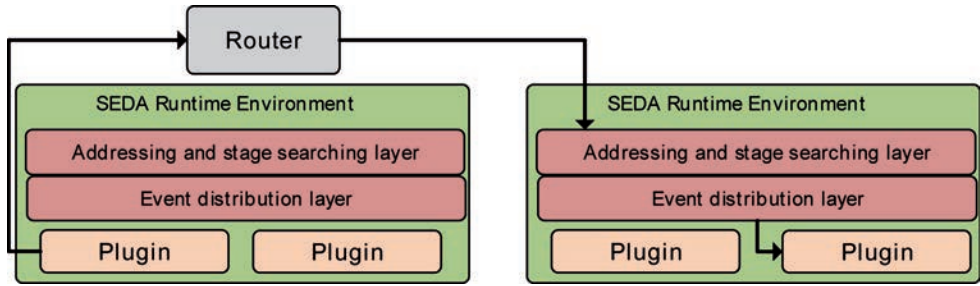 Router
SEDA Runtime Environment
Addressing and stage searching layer
Event distribution layer
Plugin
Plugin
SEDA Runtime Environment
Addressing and stage searching layer
Event distribution layer
Plugin
Plugin